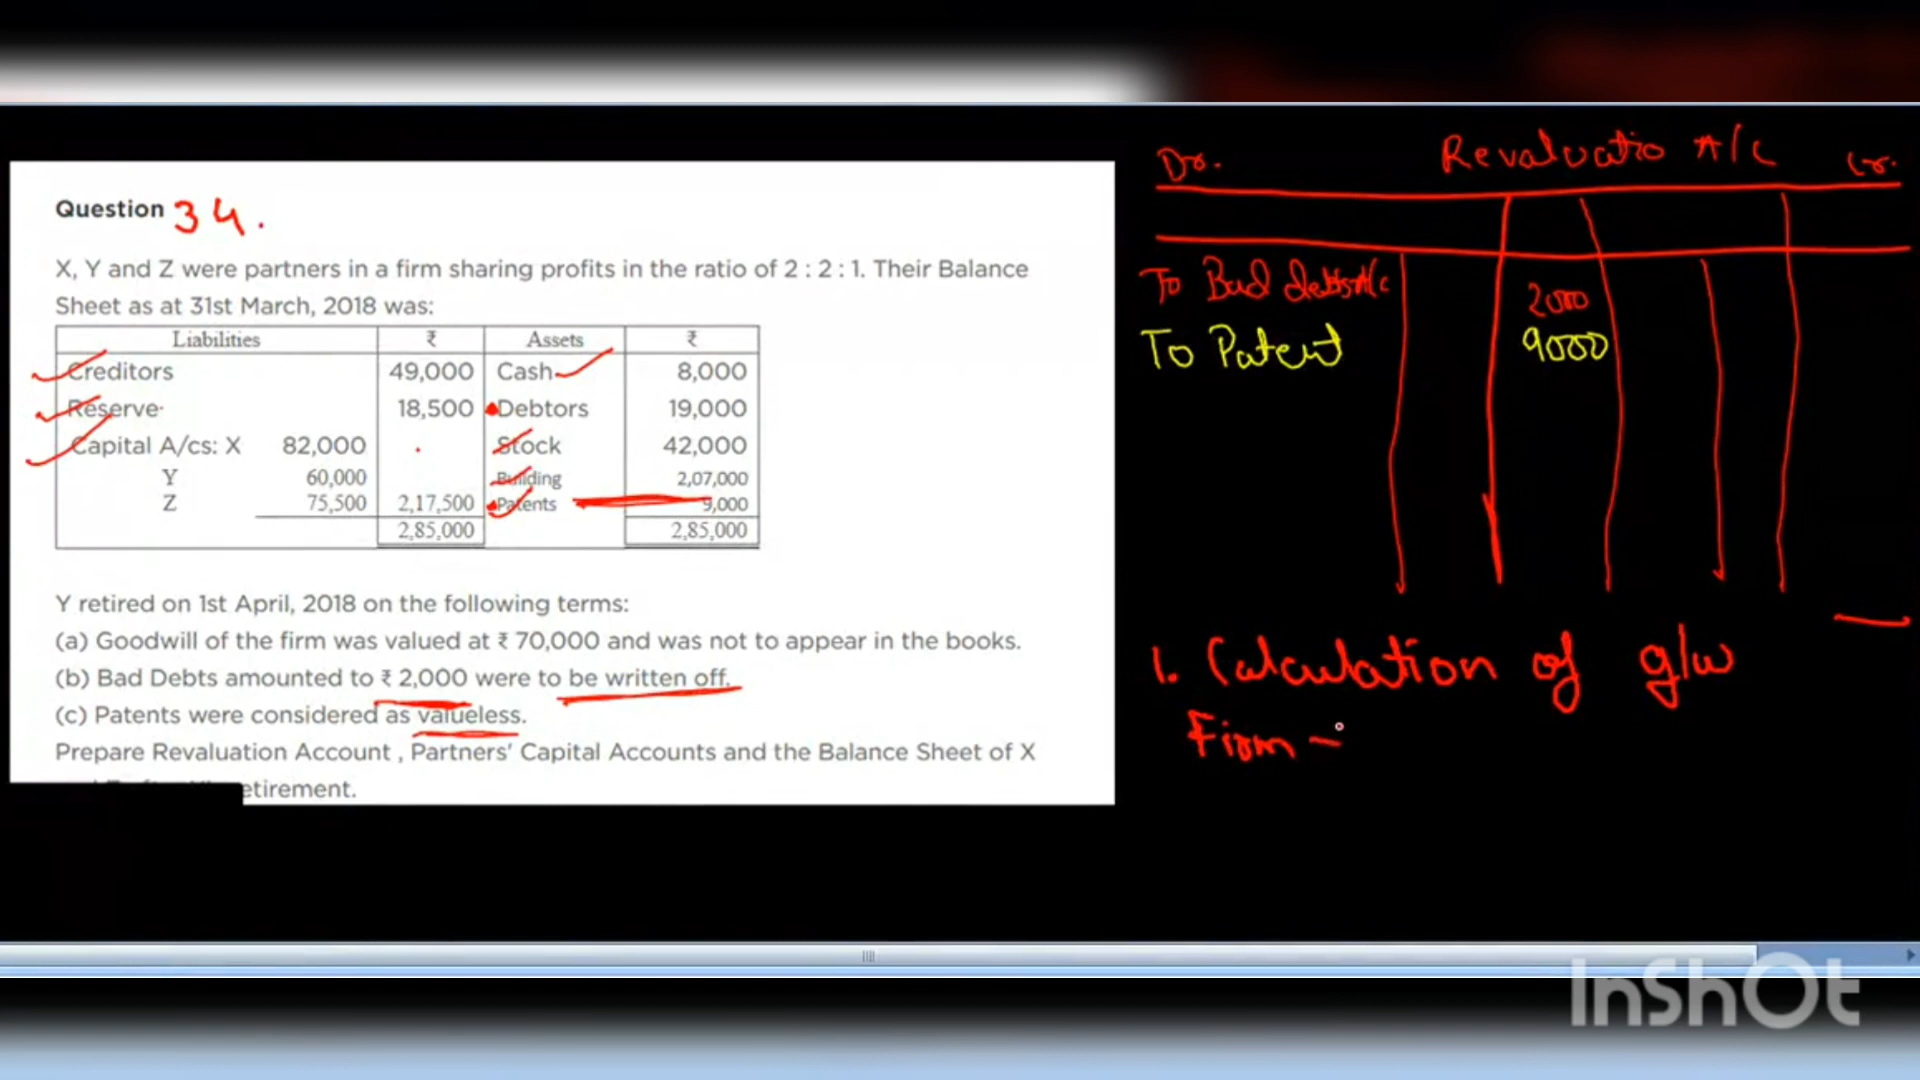 Question 34.
X, Y and Z were partners in a firm sharing profits in the ratio of 2 : 2 : 1. Their Balance
Sheet as at 31st March, 2018 was:
Liabilities ₹ Assets ₹
Creditors 49,000 Cash 8,000
Reserve 18,500 Debtors 19,000
Capital A/cs: X 82,000 Stock 42,000
Y 60,000 Building 2,07,000
Z 75,500 2,17,500 Patents 9,000
2,85,000 2,85,000
Y retired on 1st April, 2018 on the following terms:
(a) Goodwill of the firm was valued at ₹ 70,000 and was not to appear in the books.
(b) Bad Debts amounted to ₹ 2,000 were to be written off.
(c) Patents were considered as valueless.
Prepare Revaluation Account , Partners' Capital Accounts and the Balance Sheet of X
etirement.
Dr. Revaluatio A/C Cr.
To Bad debts A/c 2000
To Patent 9000
1. Calculation of g/w
Firm -
InShOt